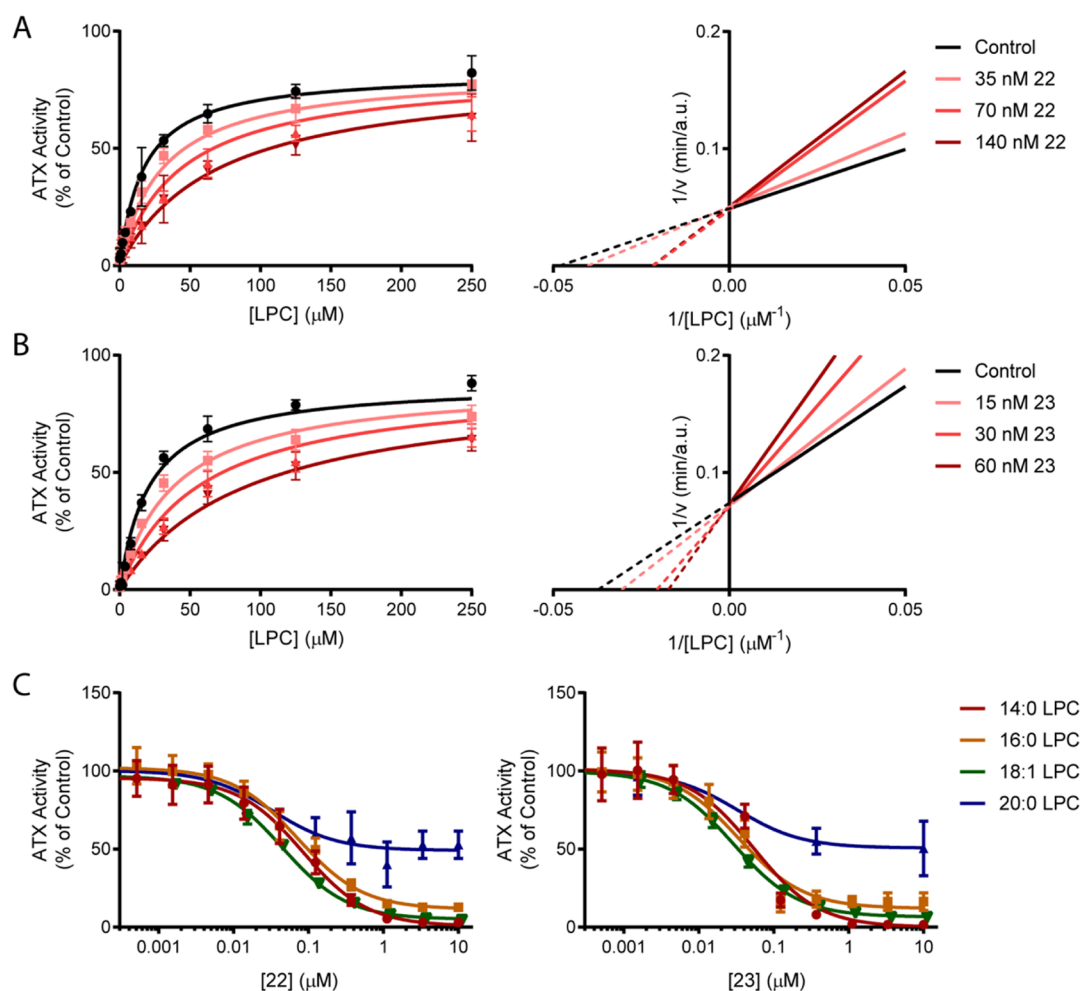 A
ATX Activity
(% of Control)
100
50
0
0 50 100 150 200 250
[LPC] (μM)
1/v (min/a.u.)
0.2
0.1
-0.05 0.00 0.05
1/[LPC] (μM⁻¹)
Control
35 nM 22
70 nM 22
140 nM 22
B
ATX Activity
(% of Control)
100
50
0
0 50 100 150 200 250
[LPC] (μM)
1/v (min/a.u.)
0.2
0.1
-0.05 0.00 0.05
1/[LPC] (μM⁻¹)
Control
15 nM 23
30 nM 23
60 nM 23
C
ATX Activity
(% of Control)
150
100
50
0
0.001 0.01 0.1 1 10
[22] (μM)
ATX Activity
(% of Control)
150
100
50
0
0.001 0.01 0.1 1 10
[23] (μM)
14:0 LPC
16:0 LPC
18:1 LPC
20:0 LPC